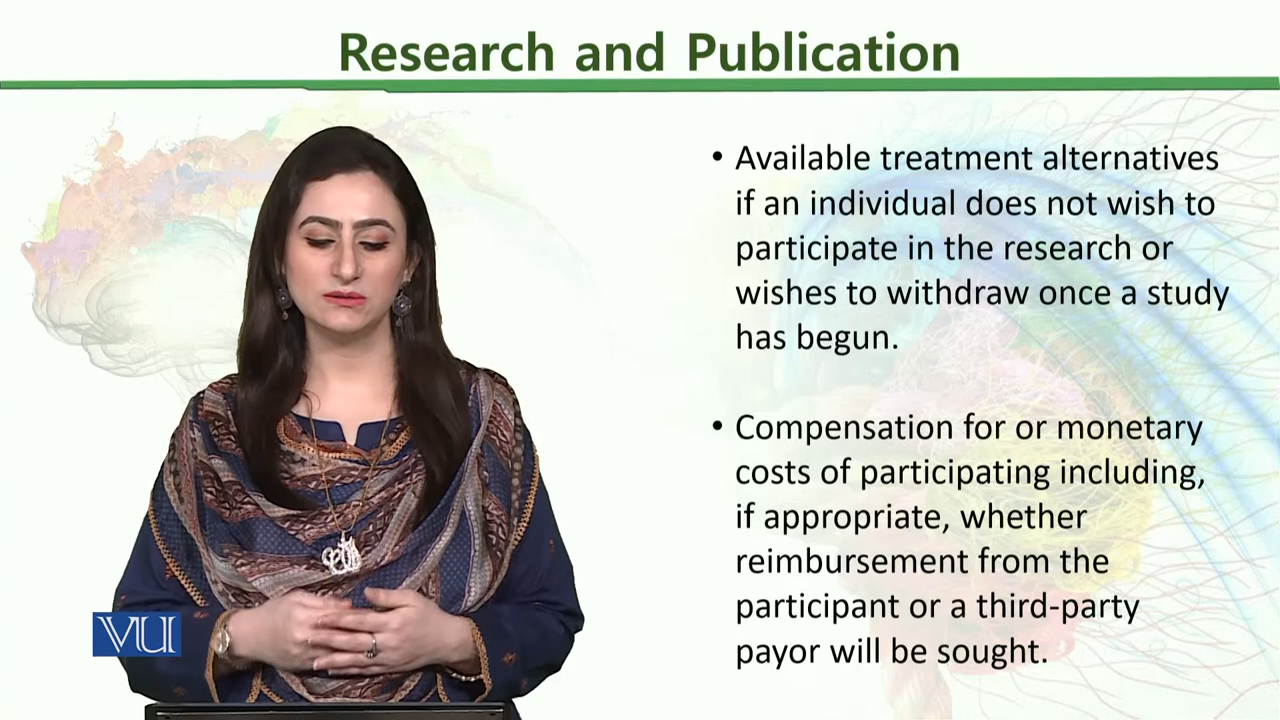 Research and Publication
• Available treatment alternatives
if an individual does not wish to
participate in the research or
wishes to withdraw once a study
has begun.
• Compensation for or monetary
costs of participating including,
if appropriate, whether
reimbursement from the
participant or a third-party
payor will be sought.
VU